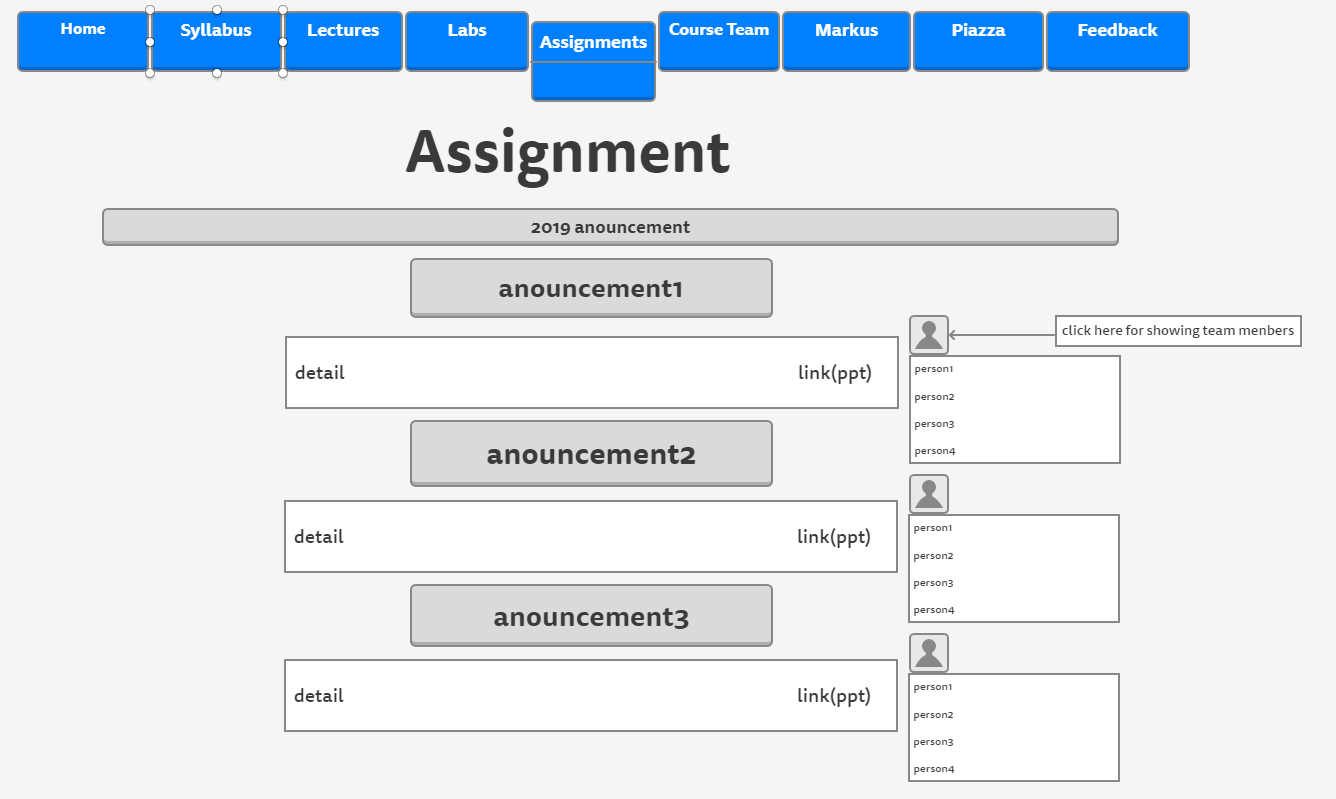 Home
Syllabus
Lectures
Labs
Assignments
Course Team
Markus
Piazza
Feedback
Assignment
2019 anouncement
anouncement1
click here for showing team menbers
detail
link(ppt)
person1
person2
person3
person4
anouncement2
detail
link(ppt)
person1
person2
person3
person4
anouncement3
detail
link(ppt)
person1
person2
person3
person4